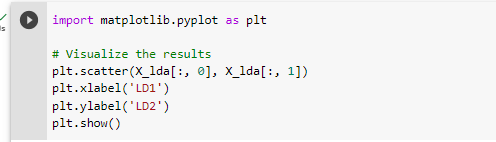 import matplotlib.pyplot as plt
# Visualize the results
plt.scatter(X_lda[:, 0], X_lda[:, 1])
plt.xlabel('LD1')
plt.ylabel('LD2')
plt.show()